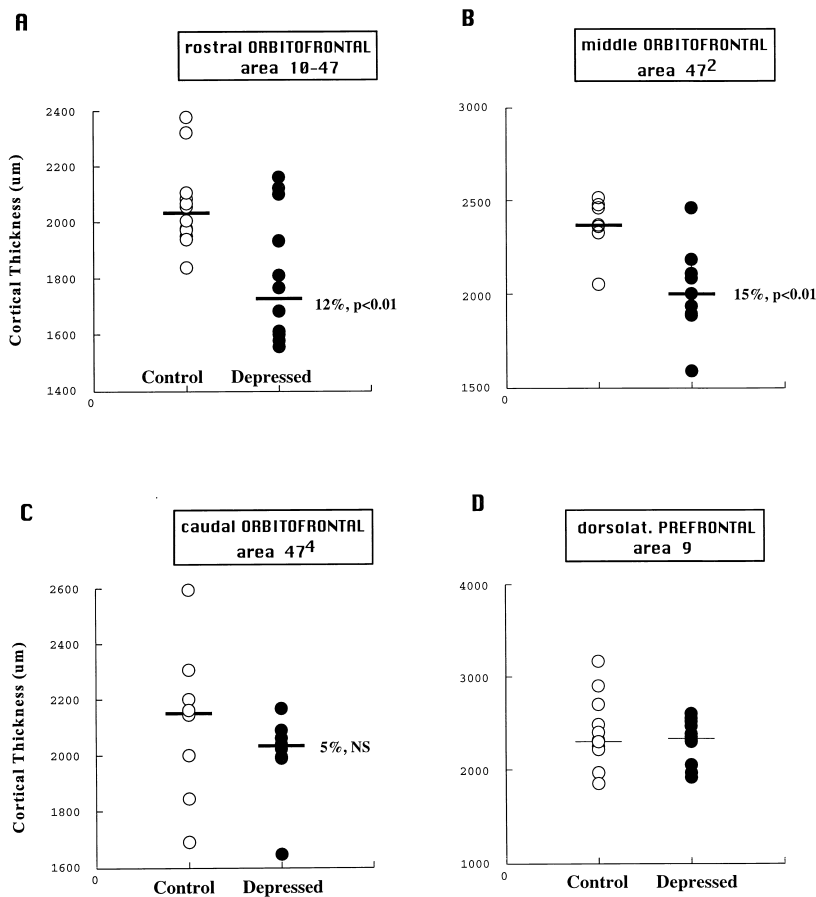 A
rostral ORBITOFRONTAL
area 10-47
Cortical Thickness (um)
2400
2200
2000
1800
1600
1400
0
12%, p<0.01
Control Depressed
B
middle ORBITOFRONTAL
area 47²
3000
2500
2000
1500
0
15%, p<0.01
C
caudal ORBITOFRONTAL
area 47⁴
Cortical Thickness (um)
2600
2400
2200
2000
1800
1600
0
5%, NS
Control Depressed
D
dorsolat. PREFRONTAL
area 9
4000
3000
2000
1000
0
Control Depressed